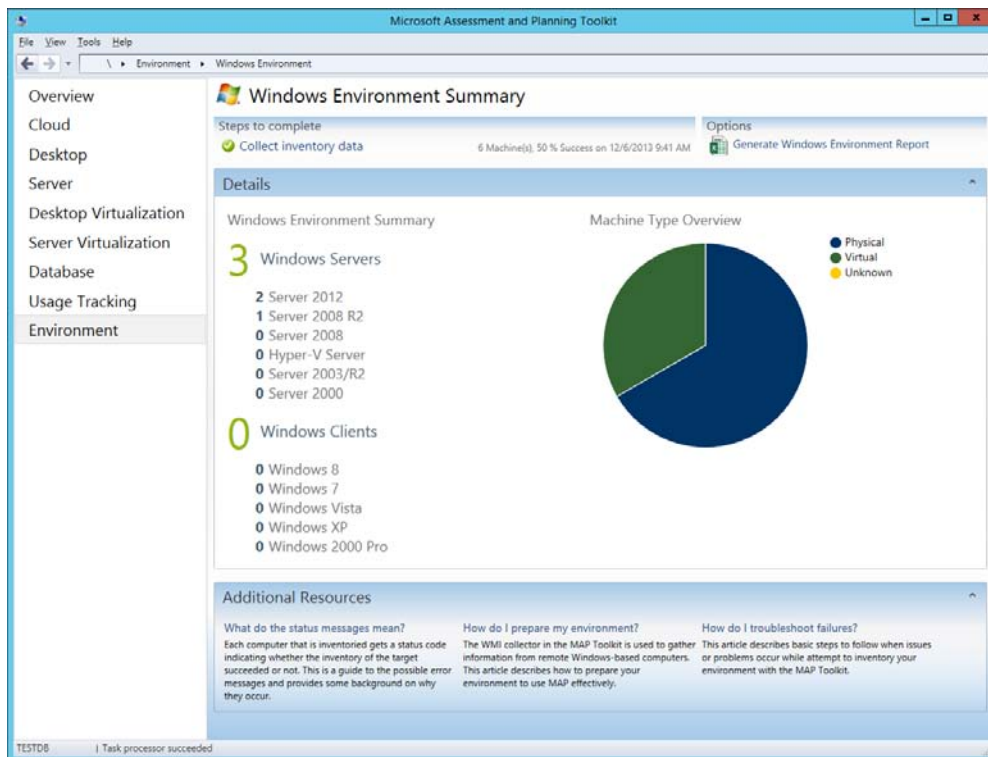 Microsoft Assessment and Planning Toolkit
File View Tools Help
\ ▸ Environment ▸ Windows Environment
Overview
Cloud
Desktop
Server
Desktop Virtualization
Server Virtualization
Database
Usage Tracking
Environment
Windows Environment Summary
Steps to complete
Collect inventory data
6 Machine(s), 50 % Success on 12/6/2013 9:41 AM
Options
Generate Windows Environment Report
Details
Windows Environment Summary
3 Windows Servers
2 Server 2012
1 Server 2008 R2
0 Server 2008
0 Hyper-V Server
0 Server 2003/R2
0 Server 2000
0 Windows Clients
0 Windows 8
0 Windows 7
0 Windows Vista
0 Windows XP
0 Windows 2000 Pro
Machine Type Overview
Physical
Virtual
Unknown
Additional Resources
What do the status messages mean?
Each computer that is inventoried gets a status code
indicating whether the inventory of the target
succeeded or not. This is a guide to the possible error
messages and provides some background on why
they occur.
How do I prepare my environment?
The WMI collector in the MAP Toolkit is used to gather
information from remote Windows-based computers.
This article describes how to prepare your
environment to use MAP effectively.
How do I troubleshoot failures?
This article describes basic steps to follow when issues
or problems occur while attempt to inventory your
environment with the MAP Toolkit.
TESTDB | Task processor succeeded